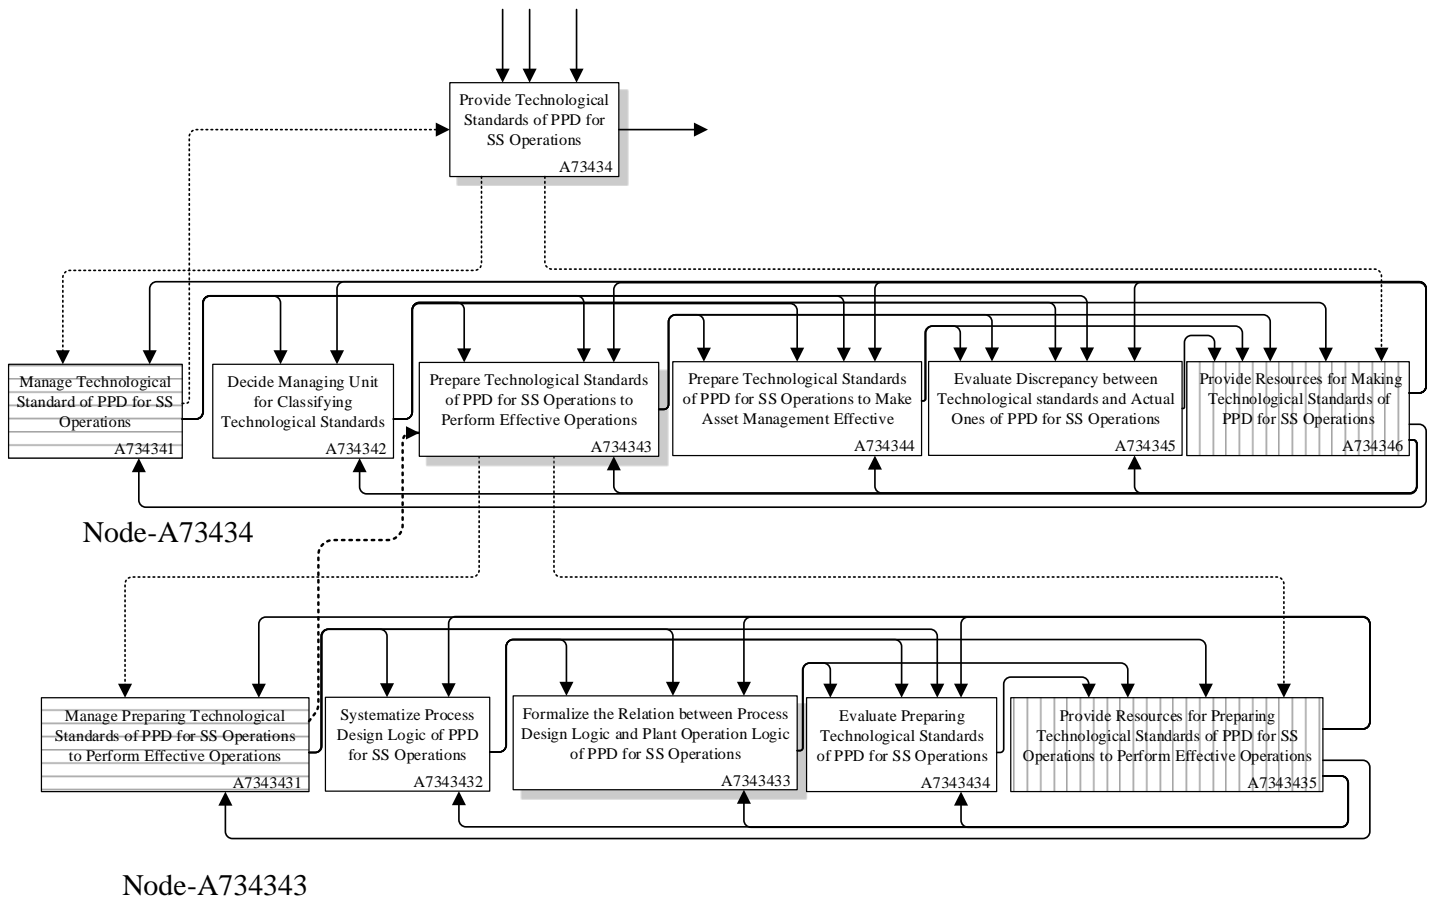 Provide Technological
Standards of PPD for
SS Operations
A73434
Manage Technological
Standard of PPD for SS
Operations
A734341
Decide Managing Unit
for Classifying
Technological Standards
A734342
Prepare Technological Standards
of PPD for SS Operations to
Perform Effective Operations
A734343
Prepare Technological Standards
of PPD for SS Operations to Make
Asset Management Effective
A734344
Evaluate Discrepancy between
Technological standards and Actual
Ones of PPD for SS Operations
A734345
Provide Resources for Making
Technological Standards of
PPD for SS Operations
A734346
Node-A73434
Manage Preparing Technological
Standards of PPD for SS Operations
to Perform Effective Operations
A7343431
Systematize Process
Design Logic of PPD
for SS Operations
A7343432
Formalize the Relation between Process
Design Logic and Plant Operation Logic
of PPD for SS Operations
A7343433
Evaluate Preparing
Technological Standards
of PPD for SS Operations
A7343434
Provide Resources for Preparing
Technological Standards of PPD for SS
Operations to Perform Effective Operations
A7343435
Node-A734343